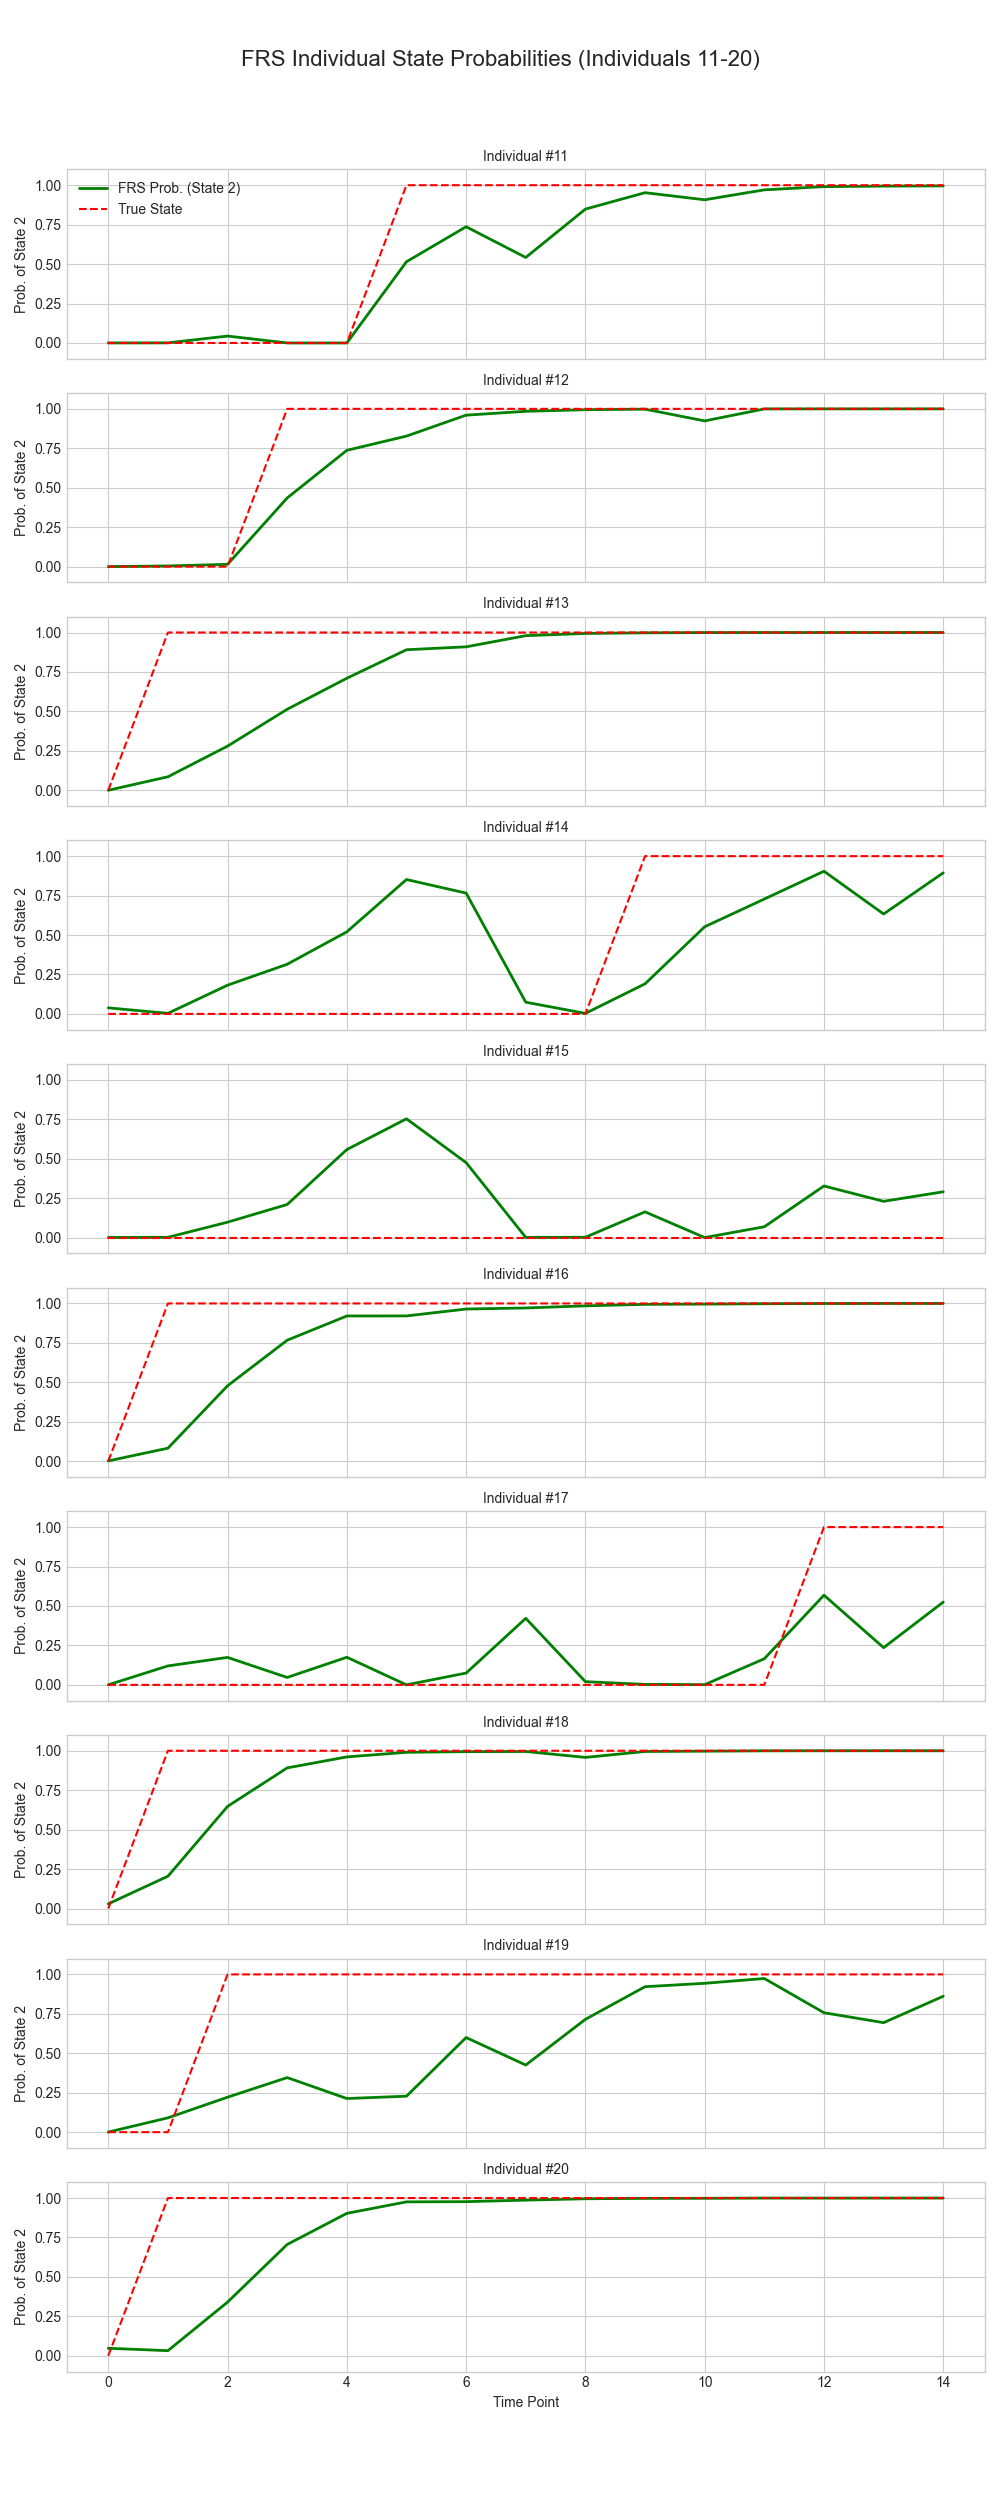 FRS Individual State Probabilities (Individuals 11-20)
Individual #11
1.00
0.75
0.50
0.25
0.00
Prob. of State 2
FRS Prob. (State 2)
True State
Individual #12
1.00
0.75
0.50
0.25
0.00
Prob. of State 2
Individual #13
1.00
0.75
0.50
0.25
0.00
Prob. of State 2
Individual #14
1.00
0.75
0.50
0.25
0.00
Prob. of State 2
Individual #15
1.00
0.75
0.50
0.25
0.00
Prob. of State 2
Individual #16
1.00
0.75
0.50
0.25
0.00
Prob. of State 2
Individual #17
1.00
0.75
0.50
0.25
0.00
Prob. of State 2
Individual #18
1.00
0.75
0.50
0.25
0.00
Prob. of State 2
Individual #19
1.00
0.75
0.50
0.25
0.00
Prob. of State 2
Individual #20
1.00
0.75
0.50
0.25
0.00
Prob. of State 2
0 2 4 6 8 10 12 14
Time Point